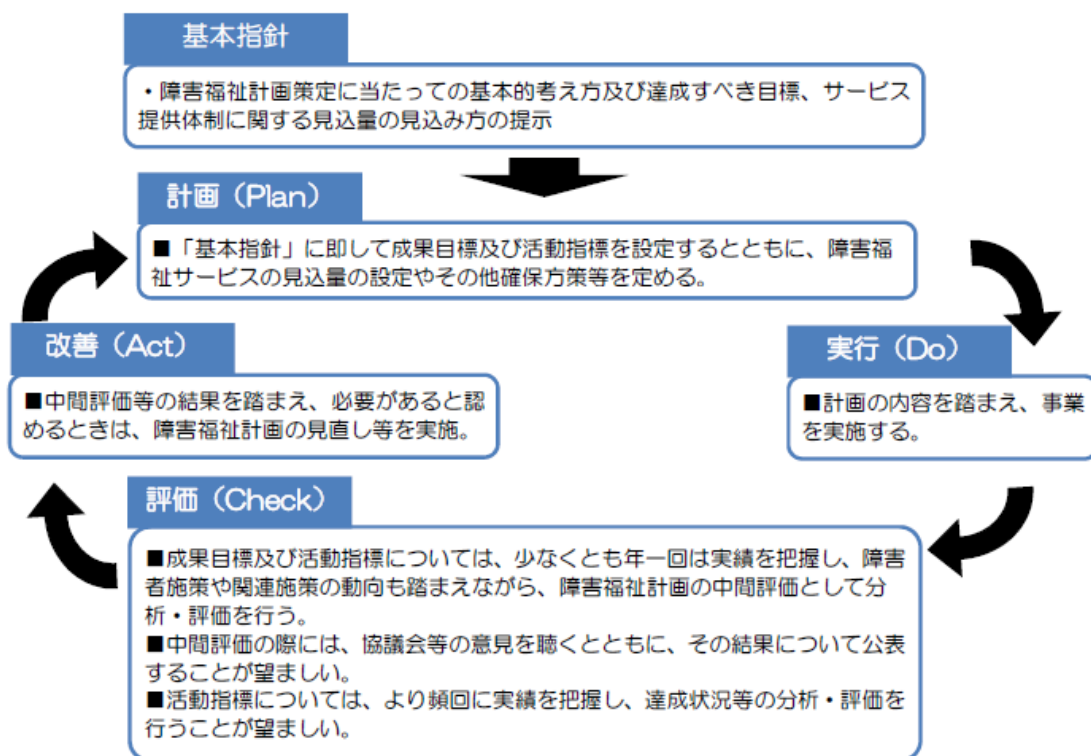 基本指針
・障害福祉計画策定に当たっての基本的考え方及び達成すべき目標、サービス
提供体制に関する見込量の見込み方の提示
計画（Plan）
■「基本指針」に即して成果目標及び活動指標を設定するとともに、障害福
祉サービスの見込量の設定やその他確保方策等を定める。
改善（Act）
■中間評価等の結果を踏まえ、必要があると認
めるときは、障害福祉計画の見直し等を実施。
実行（Do）
■計画の内容を踏まえ、事業
を実施する。
評価（Check）
■成果目標及び活動指標については、少なくとも年一回は実績を把握し、障害
者施策や関連施策の動向も踏まえながら、障害福祉計画の中間評価として分
析・評価を行う。
■中間評価の際には、協議会等の意見を聴くとともに、その結果について公表
することが望ましい。
■活動指標については、より頻回に実績を把握し、達成状況等の分析・評価を
行うことが望ましい。